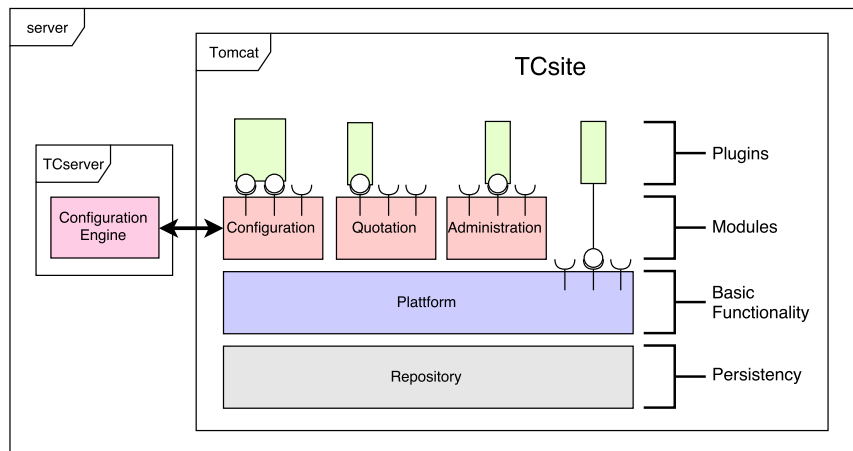 server
Tomcat
TCsite
TCserver
Configuration
Engine
Configuration
Quotation
Administration
Plattform
Repository
Plugins
Modules
Basic
Functionality
Persistency